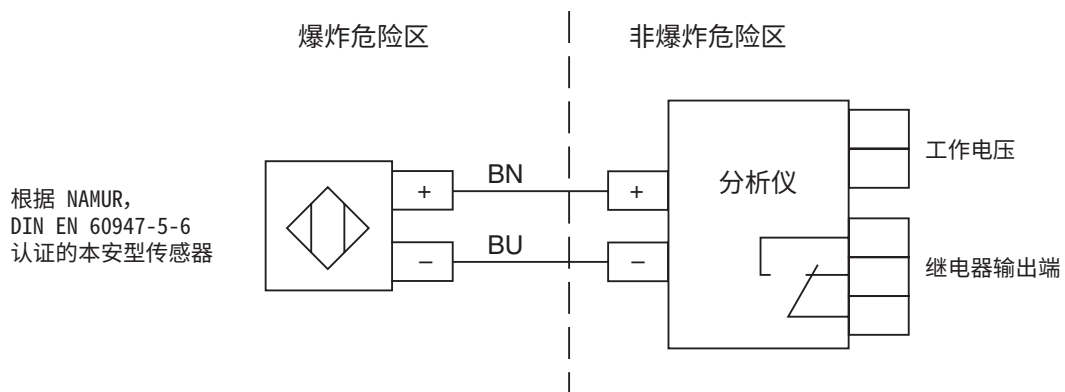 爆炸危险区
非爆炸危险区
根据 NAMUR,
DIN EN 60947-5-6
认证的本安型传感器
+
BN
+
−
BU
−
分析仪
工作电压
继电器输出端